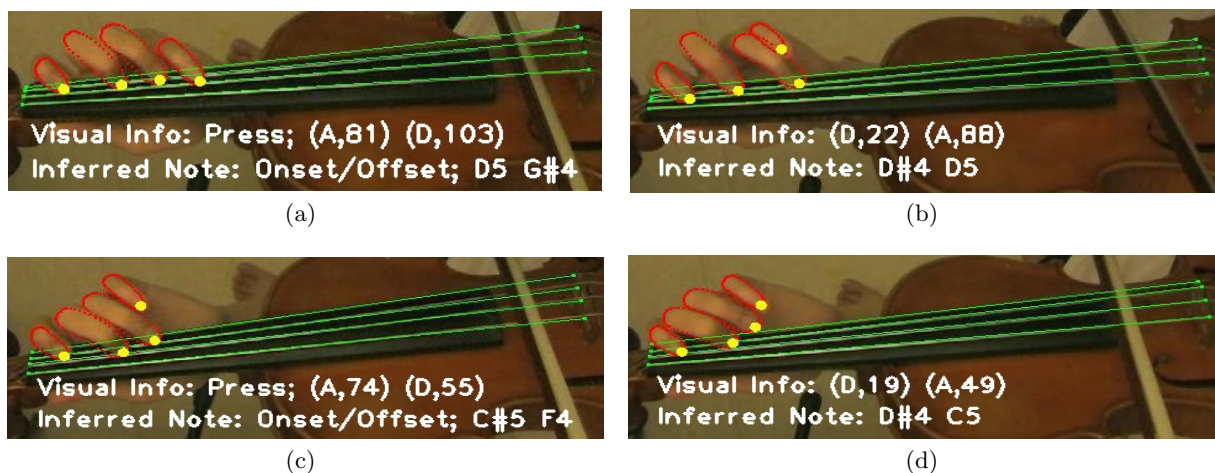 Visual Info: Press; (A,81) (D,103)
Inferred Note: Onset/Offset; D5 G#4
(a)
Visual Info: (D,22) (A,88)
Inferred Note: D#4 D5
(b)
Visual Info: Press; (A,74) (D,55)
Inferred Note: Onset/Offset; C#5 F4
(c)
Visual Info: (D,19) (A,49)
Inferred Note: D#4 C5
(d)